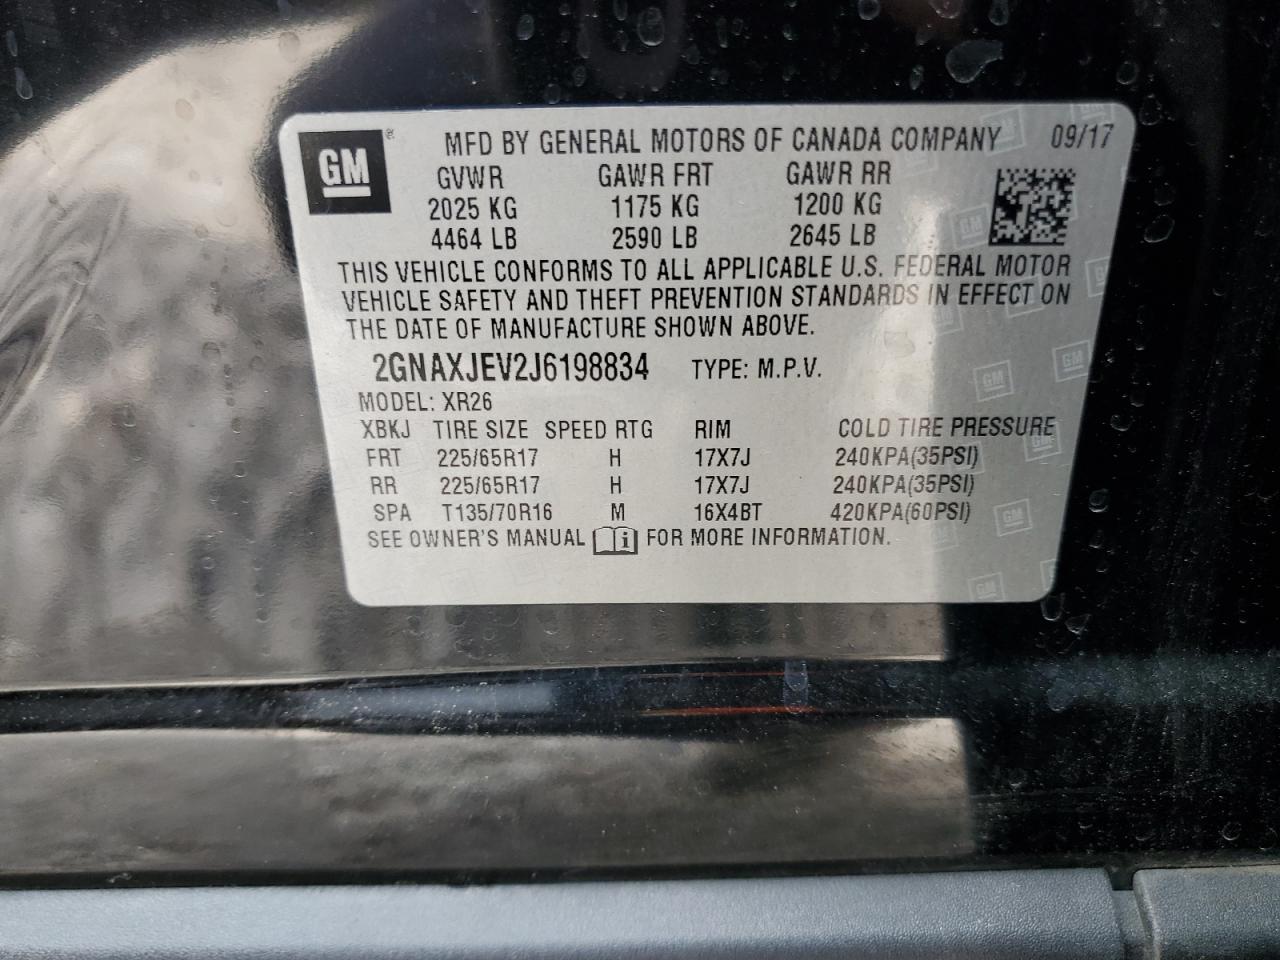 GM ® MFD BY GENERAL MOTORS OF CANADA COMPANY 09/17
GVWR GAWR FRT GAWR RR
2025 KG 1175 KG 1200 KG
4464 LB 2590 LB 2645 LB
THIS VEHICLE CONFORMS TO ALL APPLICABLE U.S. FEDERAL MOTOR
VEHICLE SAFETY AND THEFT PREVENTION STANDARDS IN EFFECT ON
THE DATE OF MANUFACTURE SHOWN ABOVE.
2GNAXJEV2J6198834 TYPE: M.P.V.
MODEL: XR26
XBKJ TIRE SIZE SPEED RTG RIM COLD TIRE PRESSURE
FRT 225/65R17 H 17X7J 240KPA(35PSI)
RR 225/65R17 H 17X7J 240KPA(35PSI)
SPA T135/70R16 M 16X4BT 420KPA(60PSI)
SEE OWNER'S MANUAL i FOR MORE INFORMATION.